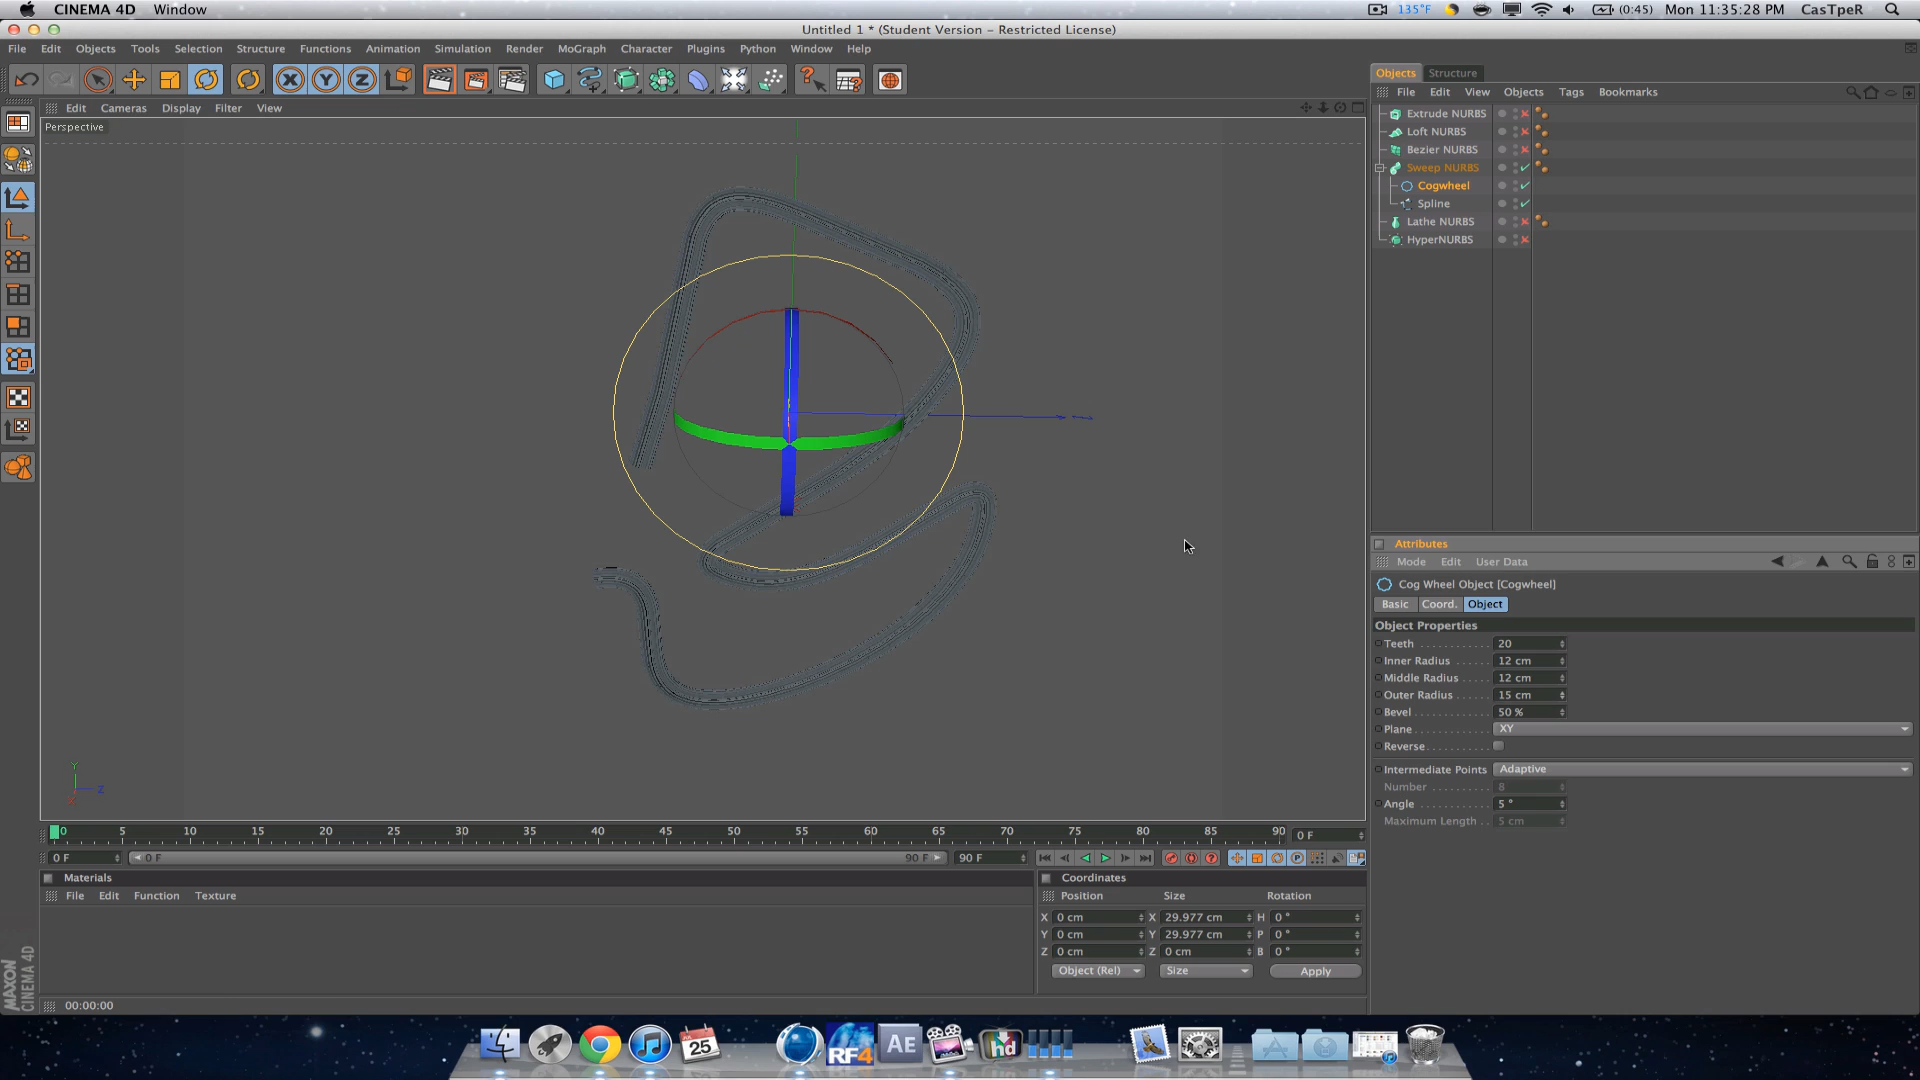 CINEMA 4D Window
135°F (0:45) Mon 11:35:28 PM CasTpeR
Untitled 1 * (Student Version – Restricted License)
File Edit Objects Tools Selection Structure Functions Animation Simulation Render MoGraph Character Plugins Python Window Help
X Y Z
Objects Structure
File Edit View Objects Tags Bookmarks
Edit Cameras Display Filter View
Perspective
Extrude NURBS
Loft NURBS
Bezier NURBS
Sweep NURBS
Cogwheel
Spline
Lathe NURBS
HyperNURBS
Attributes
Mode Edit User Data
Cog Wheel Object [Cogwheel]
Basic Coord. Object
Object Properties
Teeth 20
Inner Radius 12 cm
Middle Radius 12 cm
Outer Radius 15 cm
Bevel 50 %
Plane XY
Reverse
Intermediate Points Adaptive
Number 8
Angle 5 °
Maximum Length 5 cm
Y
Z
X
0 5 10 15 20 25 30 35 40 45 50 55 60 65 70 75 80 85 90 0 F
0 F 0 F 90 F 90 F
P
Materials
File Edit Function Texture
Coordinates
Position Size Rotation
X 0 cm X 29.977 cm H 0 °
Y 0 cm Y 29.977 cm P 0 °
Z 0 cm Z 0 cm B 0 °
Object (Rel) Size Apply
MAXON
CINEMA 4D
00:00:00
25
RF4
AE
hd